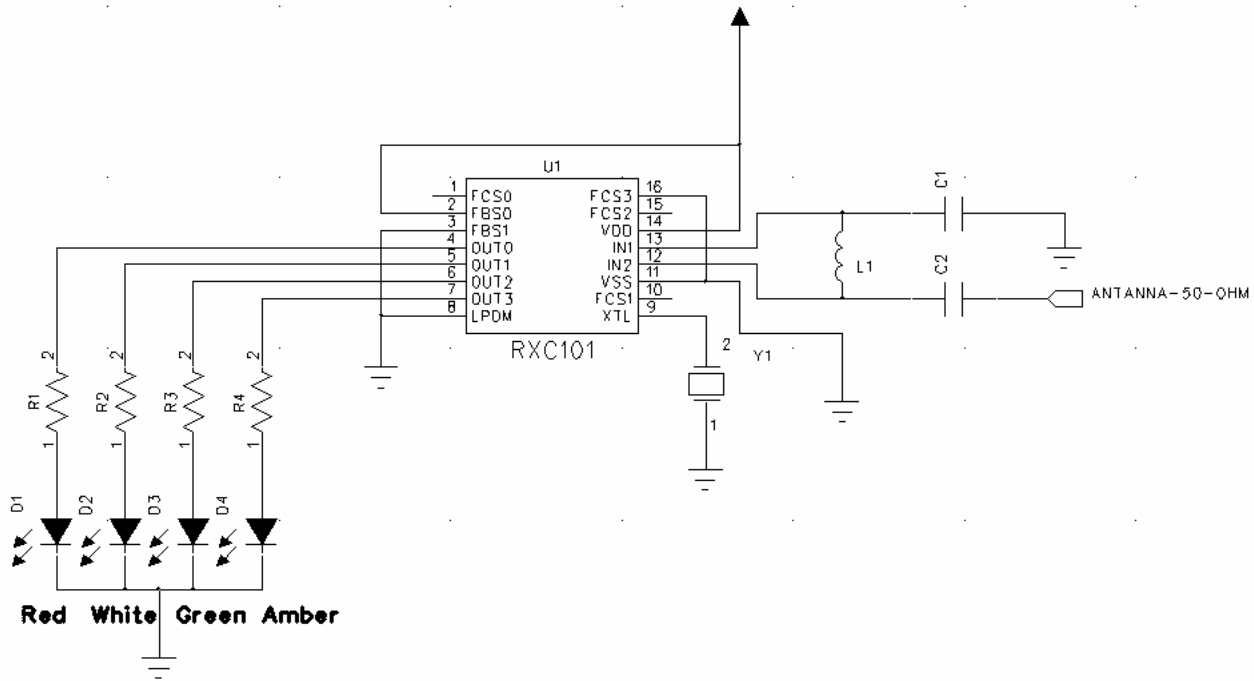 U1
1 FCS0 FCS3 16
2 FBS0 FCS2 15
3 FBS1 VDD 14
4 OUT0 IN1 13
5 OUT1 IN2 12
6 OUT2 VSS 11
7 OUT3 FCS1 10
8 LPDM XTL 9
RXC101
C1
L1
C2
ANTANNA-50-OHM
2
Y1
1
2 2 2 2
R1 R2 R3 R4
1 1 1 1
D1 D2 D3 D4
Red White Green Amber